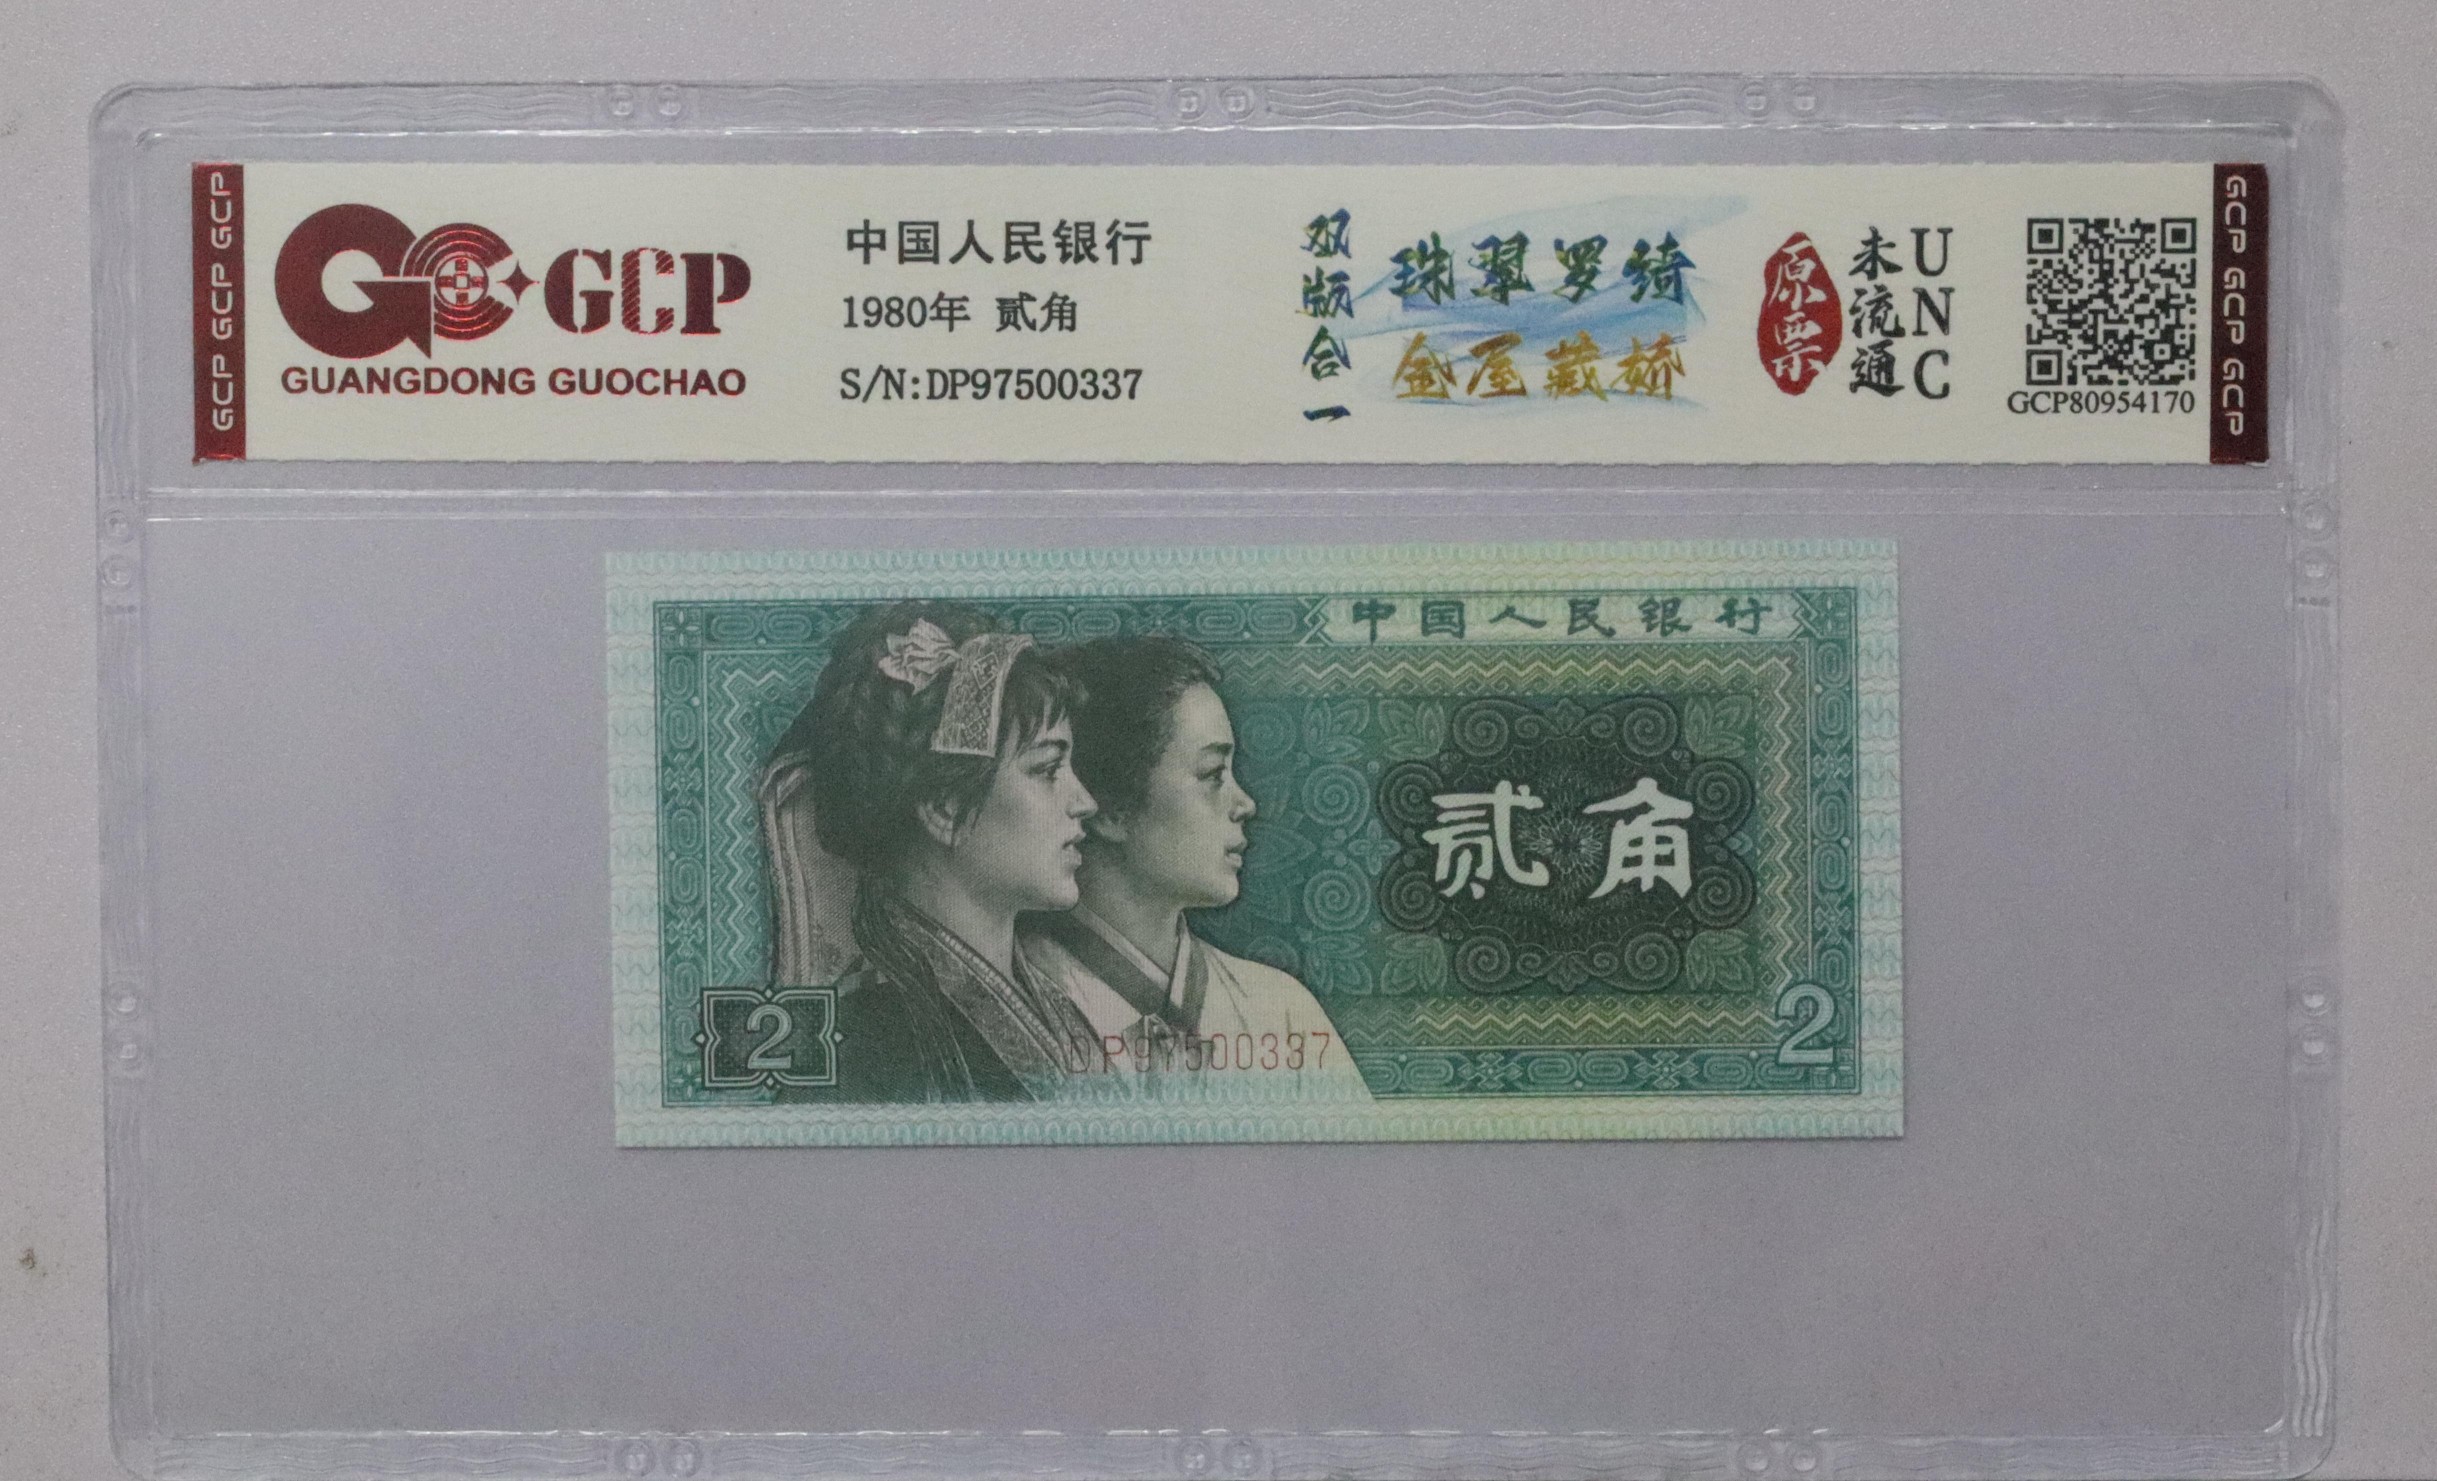 GCP GCP GCP
GCP
GUANGDONG GUOCHAO
中国人民银行
1980年 贰角
S/N:DP97500337
双版合一
珠翠罗绮
金屋藏娇
原票
未流通
UNC
GCP80954170
GCP GCP GCP
中国人民银行
贰角
2
2
DP97500337